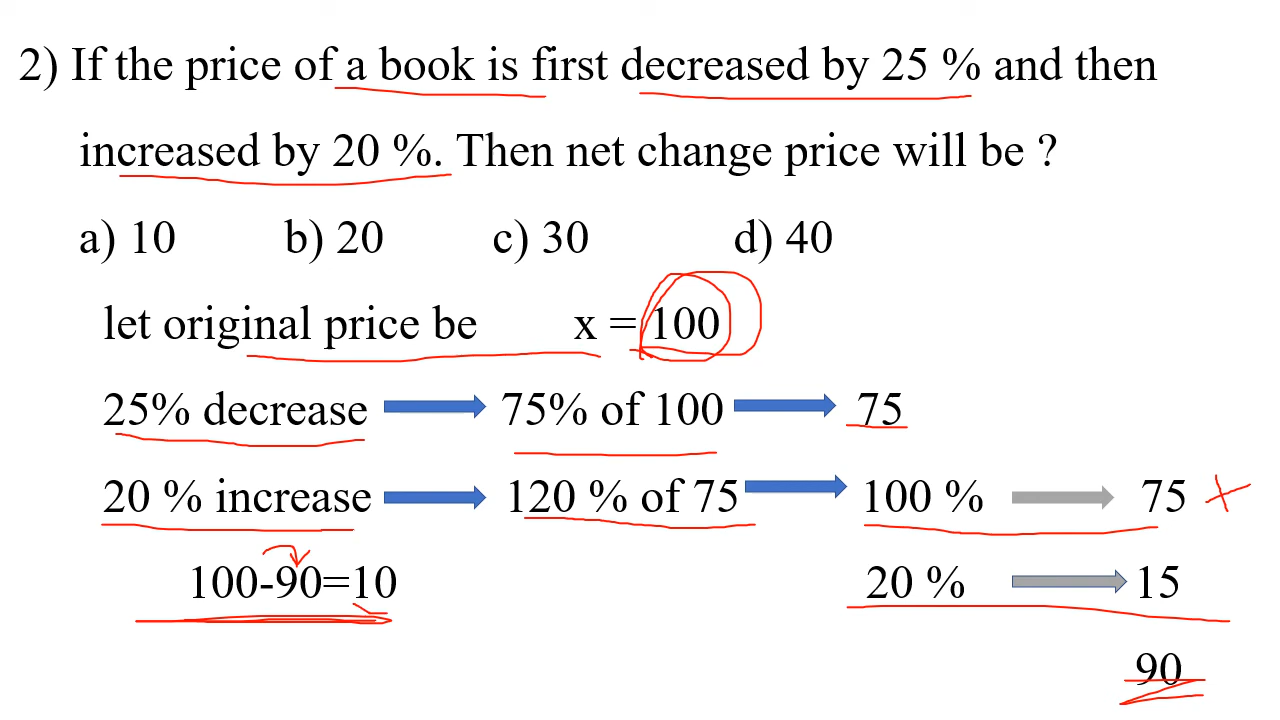 2) If the price of a book is first decreased by 25 % and then
increased by 20 %. Then net change price will be ?
a) 10 b) 20 c) 30 d) 40
let original price be x = 100
25% decrease 75% of 100 75
20 % increase 120 % of 75 100 % 75 +
100-90=10 20 % 15
90